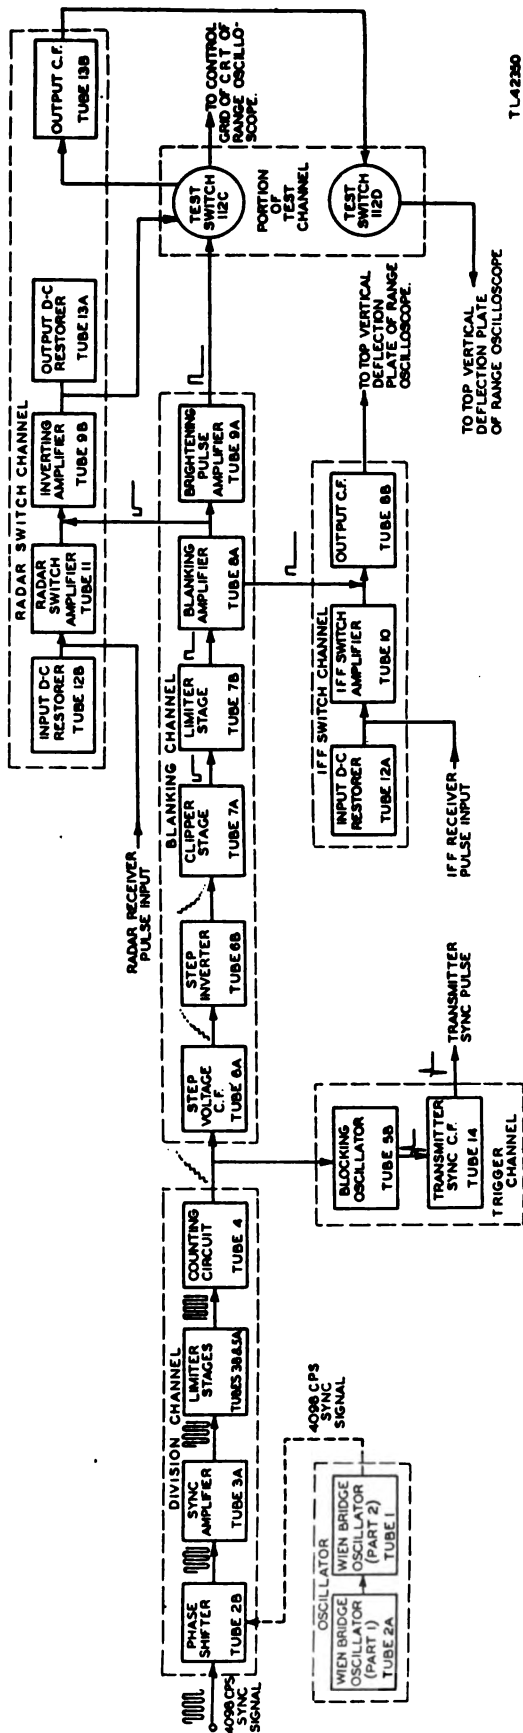 RADAR SWITCH CHANNEL
INPUT D-C
RESTORER
TUBE 12B
RADAR
SWITCH
AMPLIFIER
TUBE 11
INVERTING
AMPLIFIER
TUBE 9B
OUTPUT D-C
RESTORER
TUBE 13A
OUTPUT C.F.
TUBE 13B
RADAR RECEIVER
PULSE INPUT
BLANKING CHANNEL
STEP
VOLTAGE
C.F.
TUBE 6A
STEP
INVERTER
TUBE 6B
CLIPPER
STAGE
TUBE 7A
LIMITER
STAGE
TUBE 7B
BLANKING
AMPLIFIER
TUBE 8A
BRIGHTENING
PULSE
AMPLIFIER
TUBE 9A
TEST
SWITCH
112C
TO CONTROL
GRID OF C R T OF
RANGE OSCILLO-
SCOPE.
PORTION
OF
TEST
CHANNEL
TEST
SWITCH
112D
TO TOP VERTICAL
DEFLECTION PLATE
OF RANGE OSCILLOSCOPE
IFF SWITCH CHANNEL
INPUT D-C
RESTORER
TUBE 12A
IFF SWITCH
AMPLIFIER
TUBE 10
OUTPUT C.F.
TUBE 8B
TO TOP VERTICAL
DEFLECTION
PLATE OF RANGE
OSCILLOSCOPE.
IFF RECEIVER
PULSE INPUT
DIVISION CHANNEL
4098 CPS
SYNC
SIGNAL
PHASE
SHIFTER
TUBE 2B
SYNC
AMPLIFIER
TUBE 3A
LIMITER
STAGES
TUBES 3B&5A
COUNTING
CIRCUIT
TUBE 4
BLOCKING
OSCILLATOR
TUBE 5B
TRANSMITTER
SYNC C.F.
TUBE 14
TRIGGER
CHANNEL
TRANSMITTER
SYNC PULSE
4098 CPS
SYNC
SIGNAL
OSCILLATOR
WIEN BRIDGE
OSCILLATOR
(PART 1)
TUBE 2A
WIEN BRIDGE
OSCILLATOR
(PART 2)
TUBE 1
TL42350